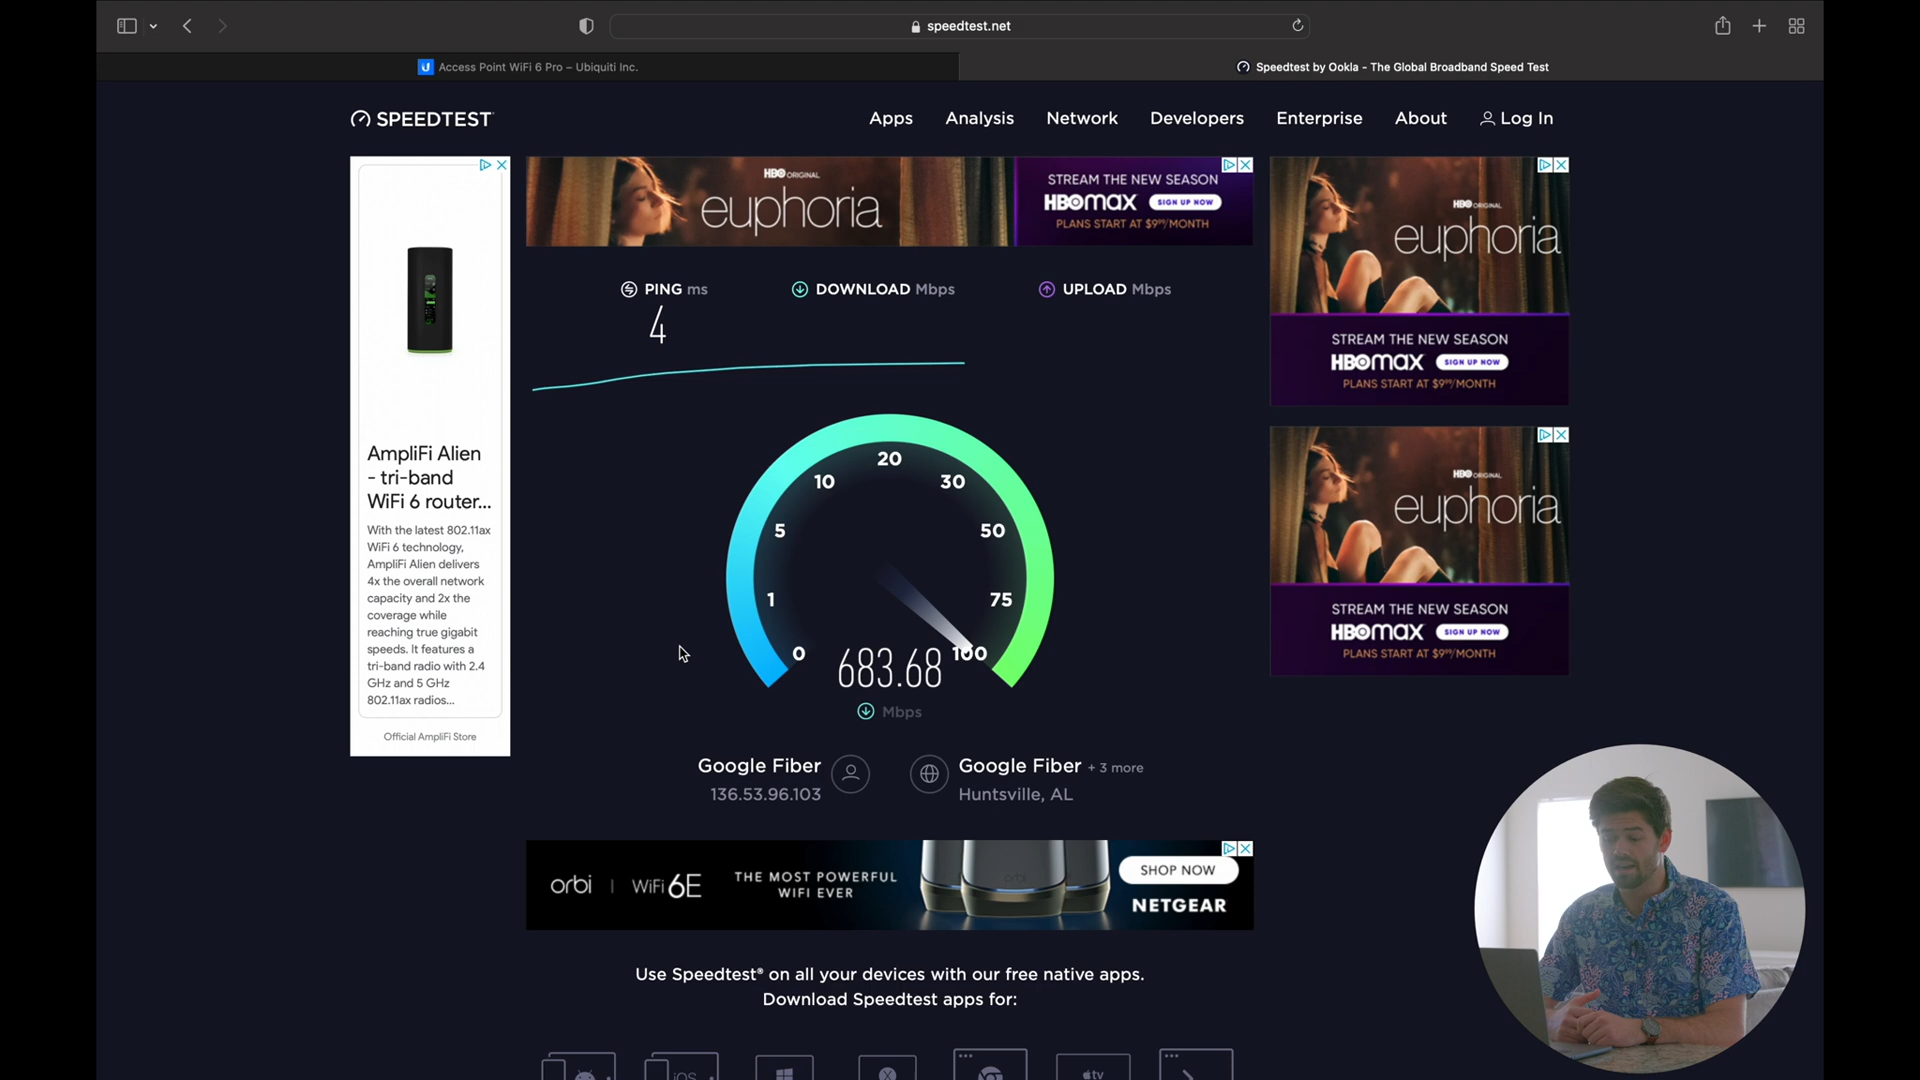 speedtest.net
Access Point WiFi 6 Pro – Ubiquiti Inc.
Speedtest by Ookla - The Global Broadband Speed Test
SPEEDTEST
Apps
Analysis
Network
Developers
Enterprise
About
Log In
HBO ORIGINAL
euphoria
STREAM THE NEW SEASON
HBOMAX SIGN UP NOW
PLANS START AT $9.99/MONTH
HBO ORIGINAL
euphoria
STREAM THE NEW SEASON
HBOMAX SIGN UP NOW
PLANS START AT $9.99/MONTH
AmpliFi Alien
- tri-band
WiFi 6 router...
With the latest 802.11ax
WiFi 6 technology,
AmpliFi Alien delivers
4x the overall network
capacity and 2x the
coverage while
reaching true gigabit
speeds. It features a
tri-band radio with 2.4
GHz and 5 GHz
802.11ax radios...
Official AmpliFi Store
PING ms
4
DOWNLOAD Mbps
UPLOAD Mbps
0
1
5
10
20
30
50
75
100
683.68
Mbps
HBO ORIGINAL
euphoria
STREAM THE NEW SEASON
HBOMAX SIGN UP NOW
PLANS START AT $9.99/MONTH
Google Fiber
136.53.96.103
Google Fiber + 3 more
Huntsville, AL
orbi | WiFi 6E
THE MOST POWERFUL
WIFI EVER
orbi
SHOP NOW
NETGEAR
Use Speedtest® on all your devices with our free native apps.
Download Speedtest apps for:
iOS
tv